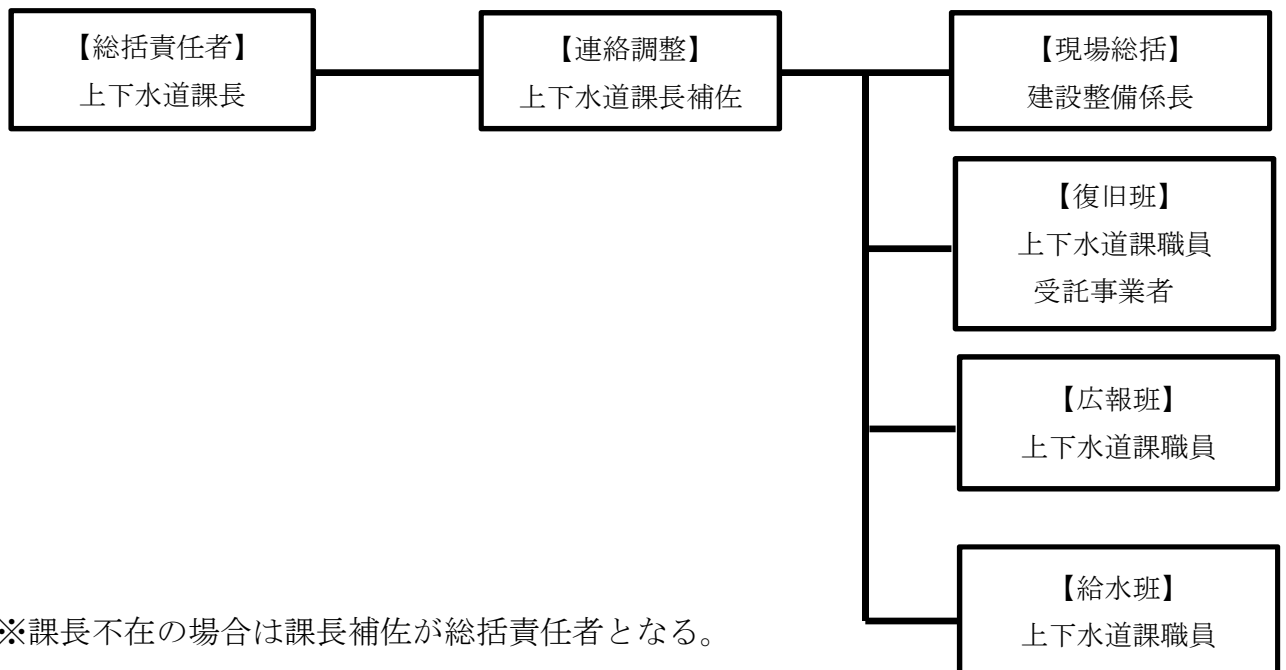 【総括責任者】
上下水道課長
【連絡調整】
上下水道課長補佐
【現場総括】
建設整備係長
【復旧班】
上下水道課職員
受託事業者
【広報班】
上下水道課職員
【給水班】
上下水道課職員
※課長不在の場合は課長補佐が総括責任者となる。